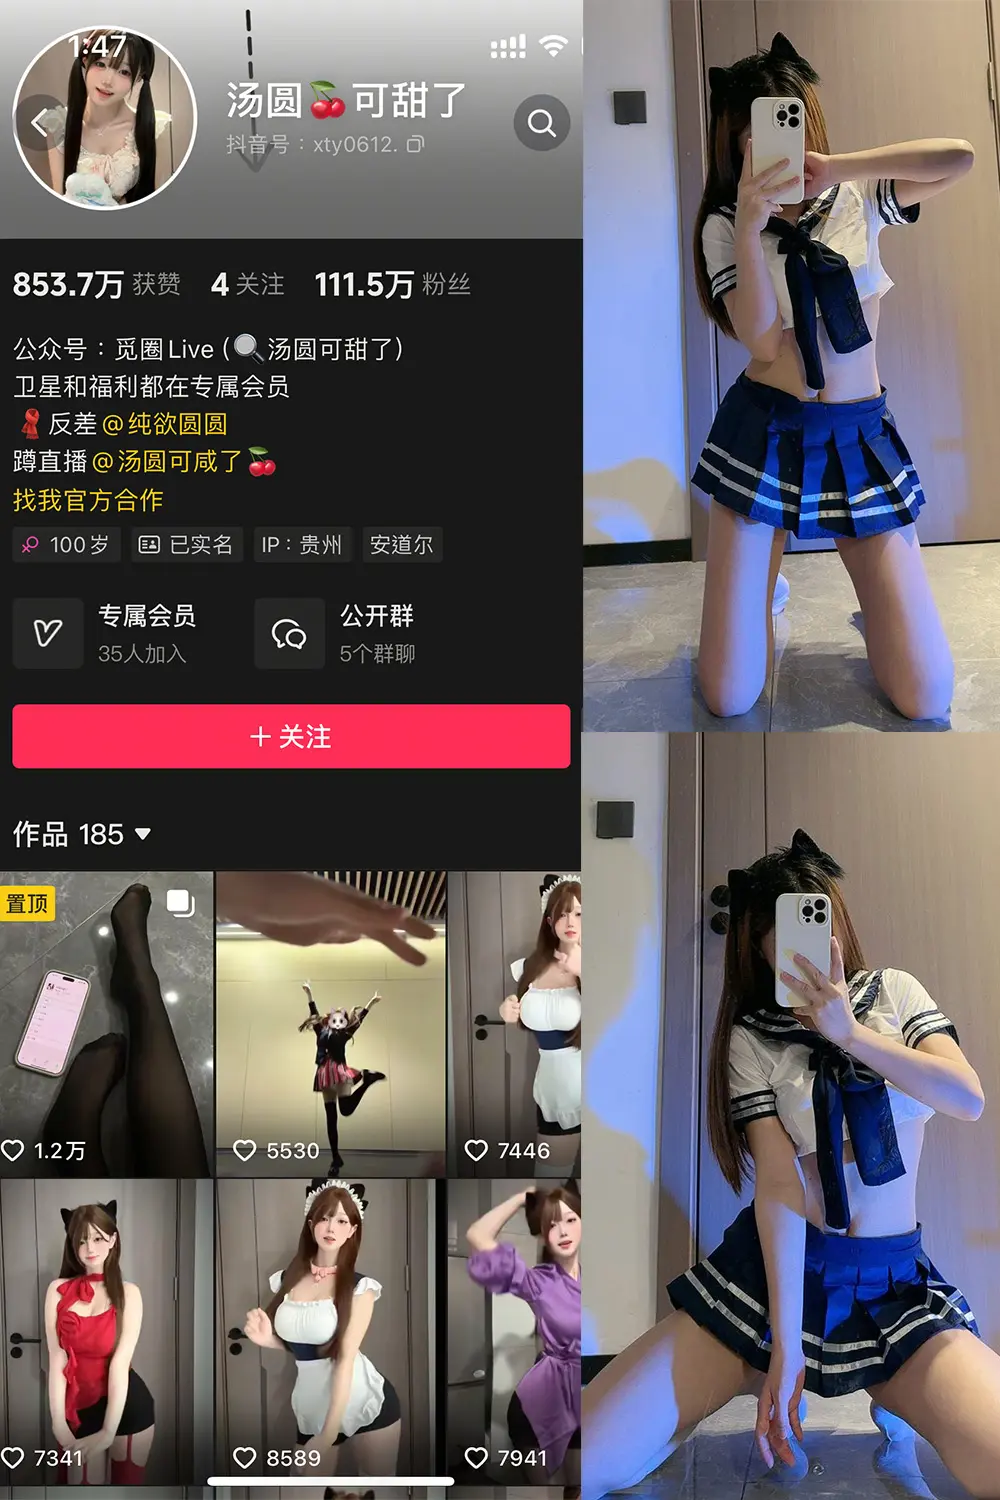 1:47
汤圆🍒可甜了
抖音号：xty0612.
853.7万 获赞 4 关注 111.5万 粉丝
公众号：觅圈Live (🔍汤圆可甜了)
卫星和福利都在专属会员
🧣反差@纯欲圆圆
蹲直播@汤圆可咸了🍒
找我官方合作
100岁 已实名 IP：贵州 安道尔
专属会员 公开群
35人加入 5个群聊
＋关注
作品 185
置顶
1.2万 5530 7446
7341 8589 7941